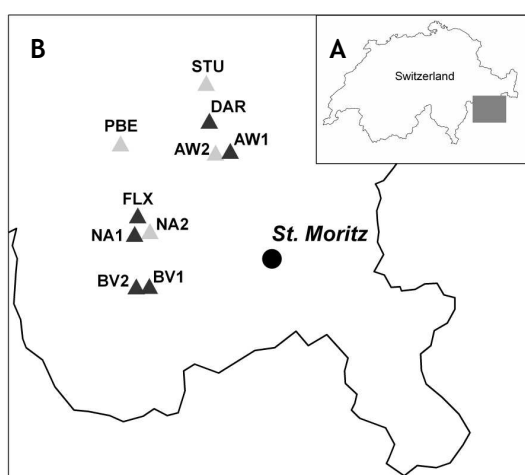 B
A
Switzerland
STU
DAR
PBE
AW2
AW1
FLX
NA1
NA2
St. Moritz
BV2
BV1